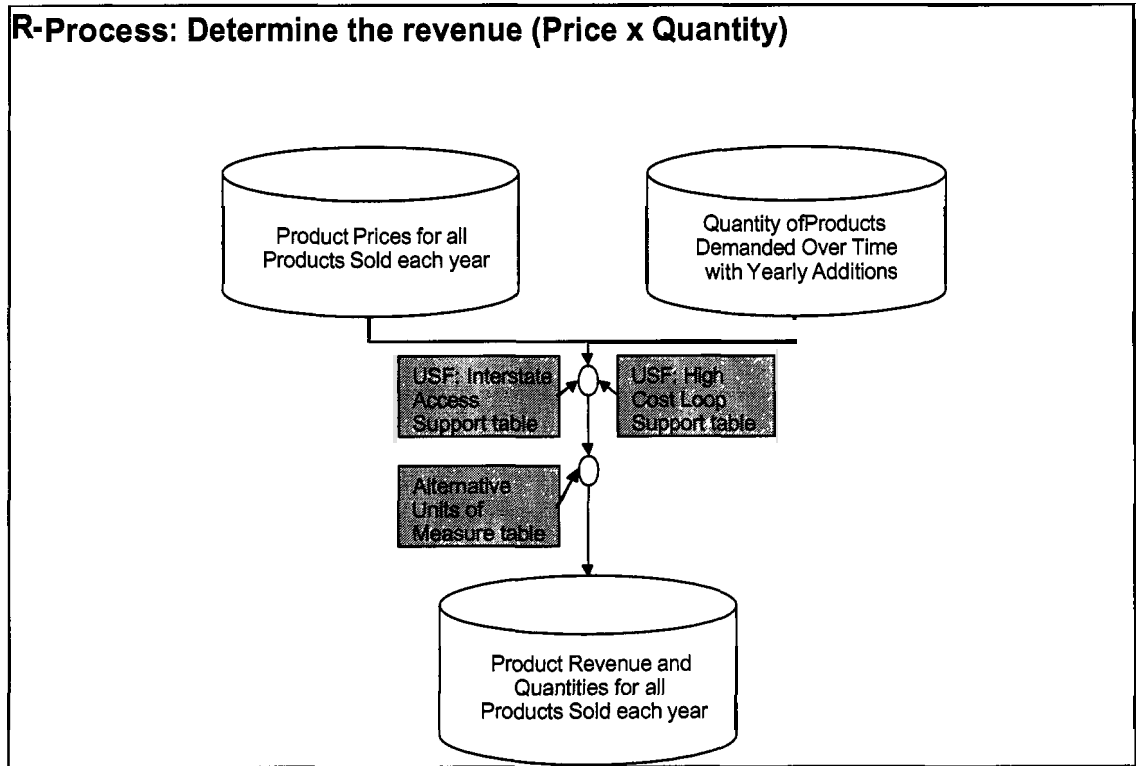 R-Process: Determine the revenue (Price x Quantity)
Product Prices for all
Products Sold each year
Quantity ofProducts
Demanded Over Time
with Yearly Additions
USF: Interstate
Access
Support table
USF: High
Cost Loop
Support table
Alternative
Units of
Measure table
Product Revenue and
Quantities for all
Products Sold each year